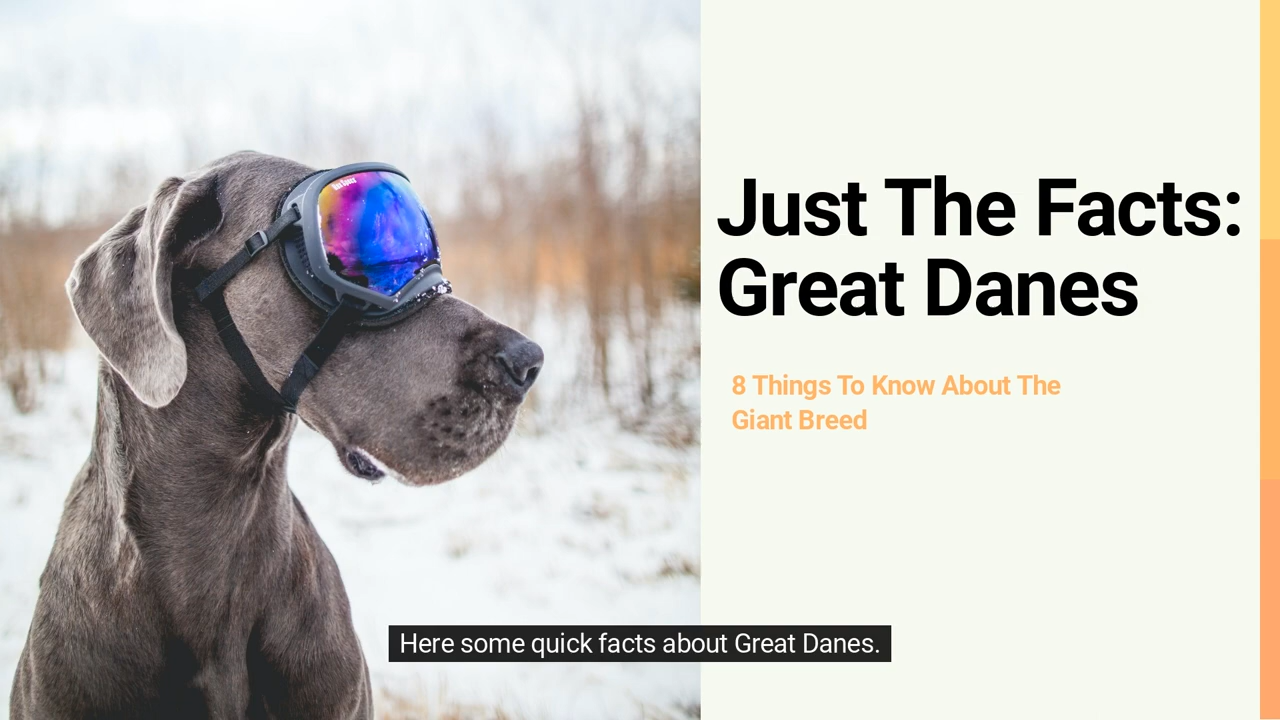 Just The Facts:
Great Danes
8 Things To Know About The
Giant Breed
Here some quick facts about Great Danes.